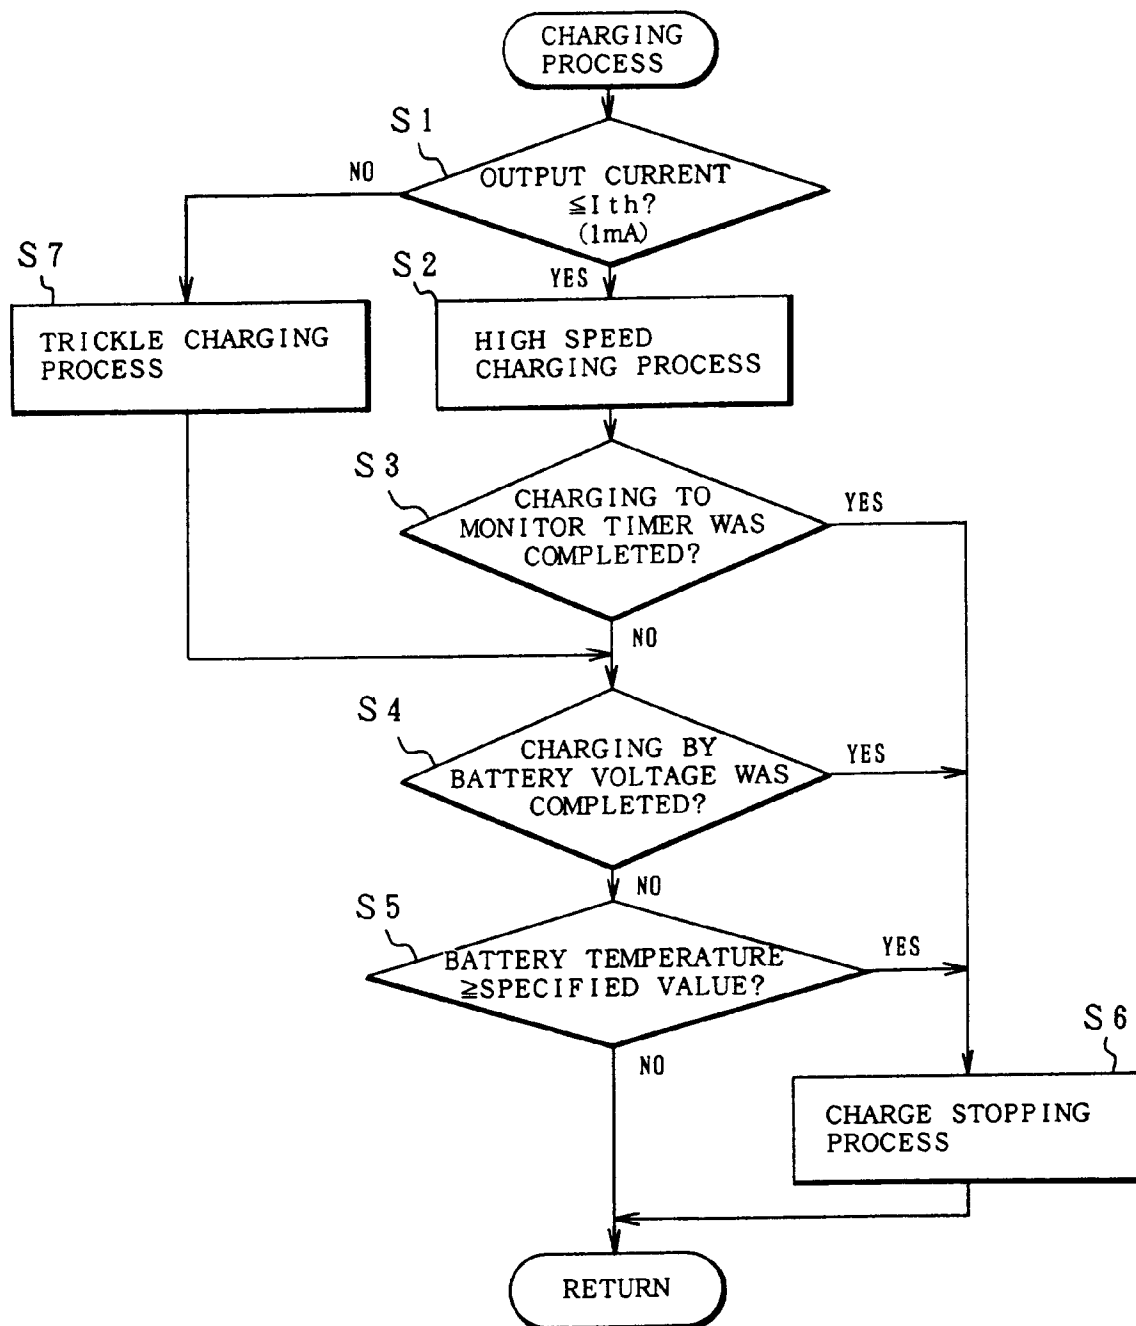 CHARGING
PROCESS
S1
NO
OUTPUT CURRENT
≦Ith?
(1mA)
S7
S2
YES
TRICKLE CHARGING
PROCESS
HIGH SPEED
CHARGING PROCESS
S3
CHARGING TO
MONITOR TIMER WAS
COMPLETED?
YES
NO
S4
CHARGING BY
BATTERY VOLTAGE WAS
COMPLETED?
YES
NO
S5
BATTERY TEMPERATURE
≧SPECIFIED VALUE?
YES
NO
S6
CHARGE STOPPING
PROCESS
RETURN